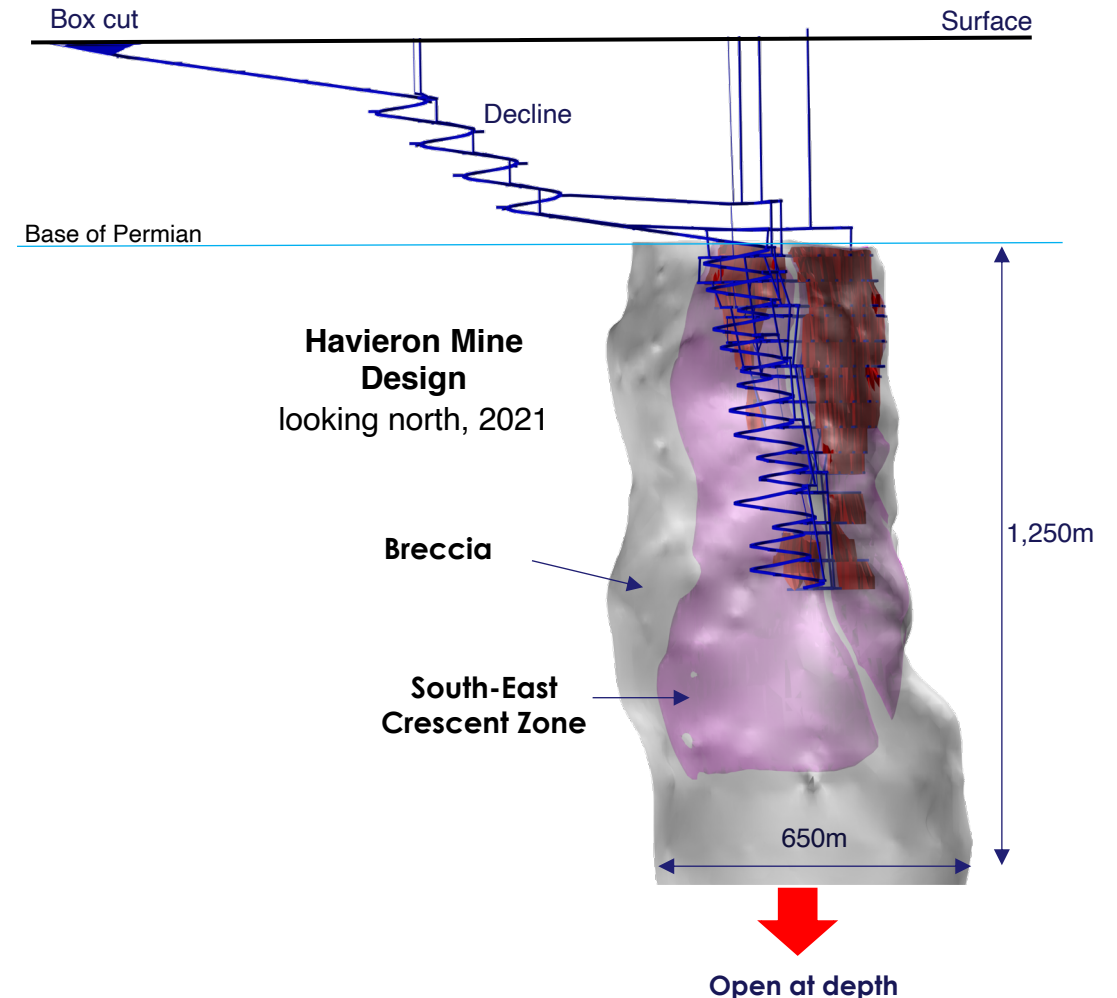 Box cut
Surface
Decline
Base of Permian
Havieron Mine
Design
looking north, 2021
1,250m
Breccia
South-East
Crescent Zone
650m
Open at depth